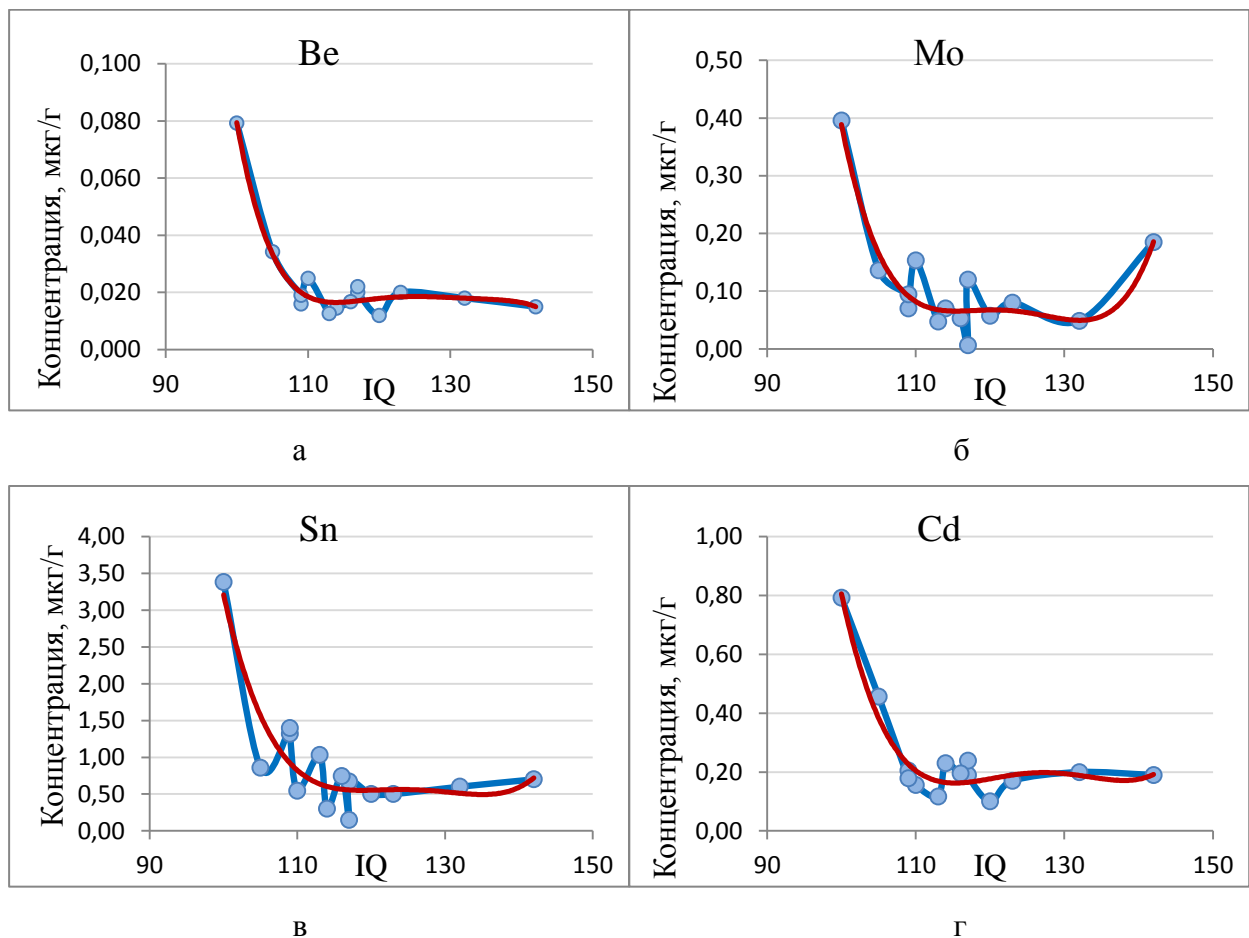 Be
Концентрация, мкг/г
0,100
0,080
0,060
0,040
0,020
0,000
90
110
130
150
IQ
а
Mo
Концентрация, мкг/г
0,50
0,40
0,30
0,20
0,10
0,00
90
110
130
150
IQ
б
Sn
Концентрация, мкг/г
4,00
3,50
3,00
2,50
2,00
1,50
1,00
0,50
0,00
90
110
130
150
IQ
в
Cd
Концентрация, мкг/г
1,00
0,80
0,60
0,40
0,20
0,00
90
110
130
150
IQ
г